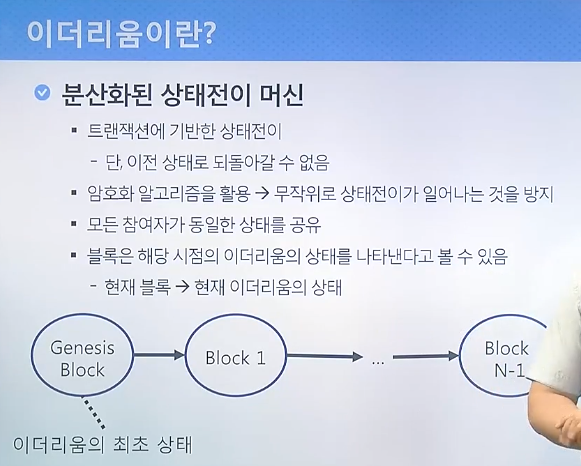 이더리움이란?
분산화된 상태전이 머신
▪ 트랜잭션에 기반한 상태전이
- 단, 이전 상태로 되돌아갈 수 없음
▪ 암호화 알고리즘을 활용 → 무작위로 상태전이가 일어나는 것을 방지
▪ 모든 참여자가 동일한 상태를 공유
▪ 블록은 해당 시점의 이더리움의 상태를 나타낸다고 볼 수 있음
- 현재 블록 → 현재 이더리움의 상태
Genesis
Block
Block 1
...
Block
N-1
이더리움의 최초 상태